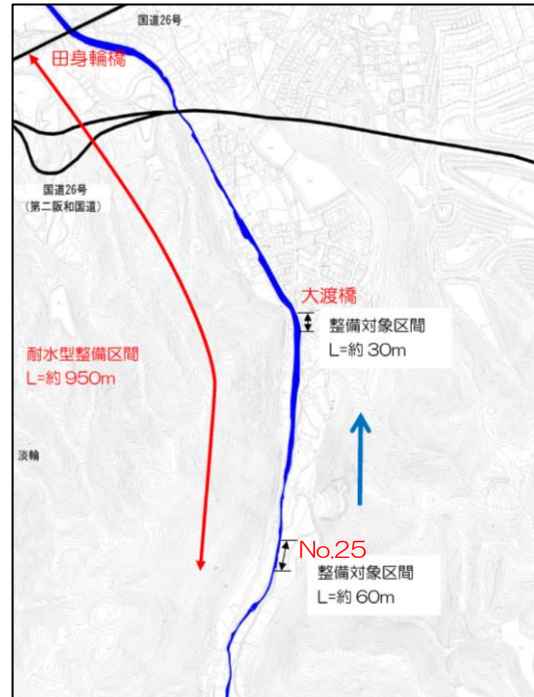 国道26号
田身輪橋
国道26号
(第二阪和国道)
大渡橋
整備対象区間
L=約 30m
耐水型整備区間
L=約 950m
淡輪
No.25
整備対象区間
L=約 60m